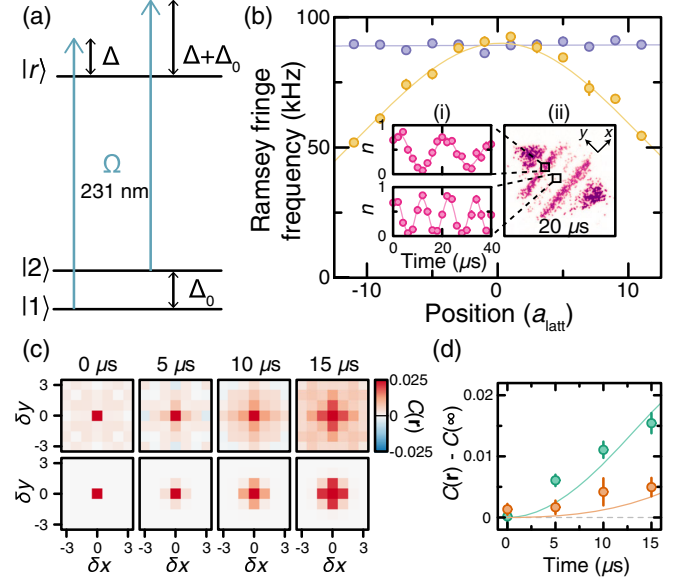 (a)
|r⟩
Δ
Δ+Δ₀
Ω
231 nm
|2⟩
|1⟩
Δ₀
(b)
Ramsey fringe
frequency (kHz)
100
50
0
-10 0 10
Position (a_latt)
(i)
1
n
0
1
n
0
0 20 40
Time (μs)
(ii)
y x
20 μs
(c)
0 μs 5 μs 10 μs 15 μs
δy
3
0
-3
δy
3
0
-3
-3 0 3 -3 0 3 -3 0 3 -3 0 3
δx δx δx δx
0.025
0
-0.025
C(r)
(d)
C(r) - C(∞)
0.02
0.01
0
0 5 10 15
Time (μs)